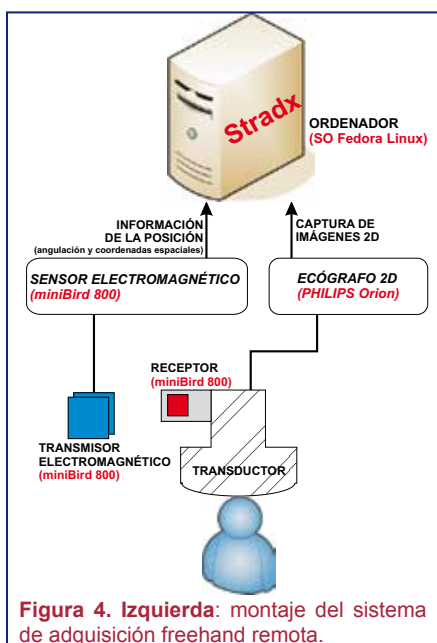 Stradx
ORDENADOR
(SO Fedora Linux)
INFORMACIÓN
DE LA POSICIÓN
(angulación y coordenadas espaciales)
CAPTURA DE
IMÁGENES 2D
SENSOR ELECTROMAGNÉTICO
(miniBird 800)
ECÓGRAFO 2D
(PHILIPS Orion)
RECEPTOR
(miniBird 800)
TRANSMISOR
ELECTROMAGNÉTICO
(miniBird 800)
TRANSDUCTOR
Figura 4. Izquierda: montaje del sistema
de adquisición freehand remota.